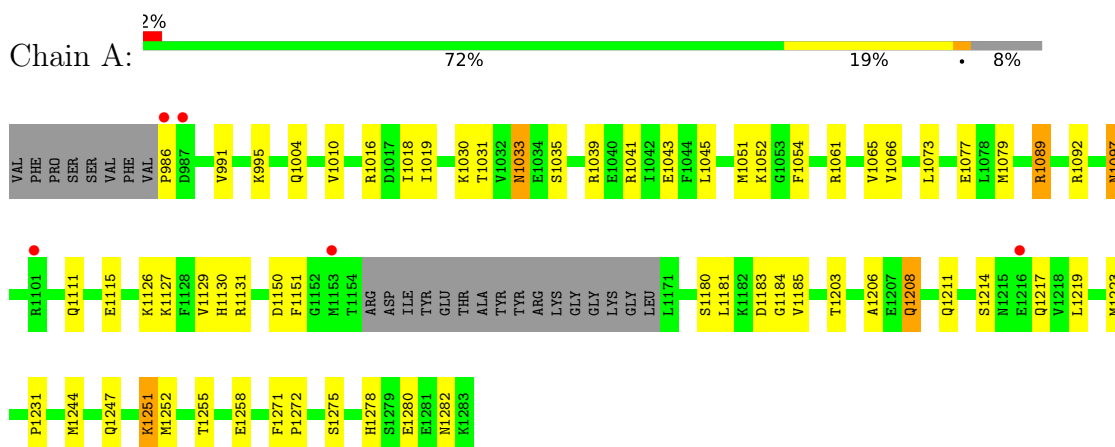 2%
Chain A:
72% 19% • 8%
VAL PHE PRO SER SER VAL PHE VAL P986 D987 V991 K995 Q1004 V1010 R1016 D1017 I1018 I1019 K1030 T1031 V1032 N1033 E1034 S1035 R1039 E1040 R1041 I1042 E1043 F1044 L1045 M1051 K1052 G1053 F1054 R1061 V1065 V1066 L1073 E1077 L1078 M1079 R1089 R1092 N1097
R1101 Q1111 E1115 K1126 K1127 F1128 V1129 H1130 R1131 D1150 F1151 G1152 M1153 T1154 ARG ASP ILE TYR GLU THR ALA TYR TYR ARG LYS GLY GLY LYS GLY LEU L1171 S1180 L1181 K1182 D1183 G1184 V1185 T1203 A1206 E1207 Q1208 Q1211 S1214 N1215 E1216 Q1217 V1218 L1219
P1231 M1244 Q1247 K1251 M1252 T1255 E1258 F1271 P1272 S1275 H1278 S1279 E1280 E1281 N1282 K1283